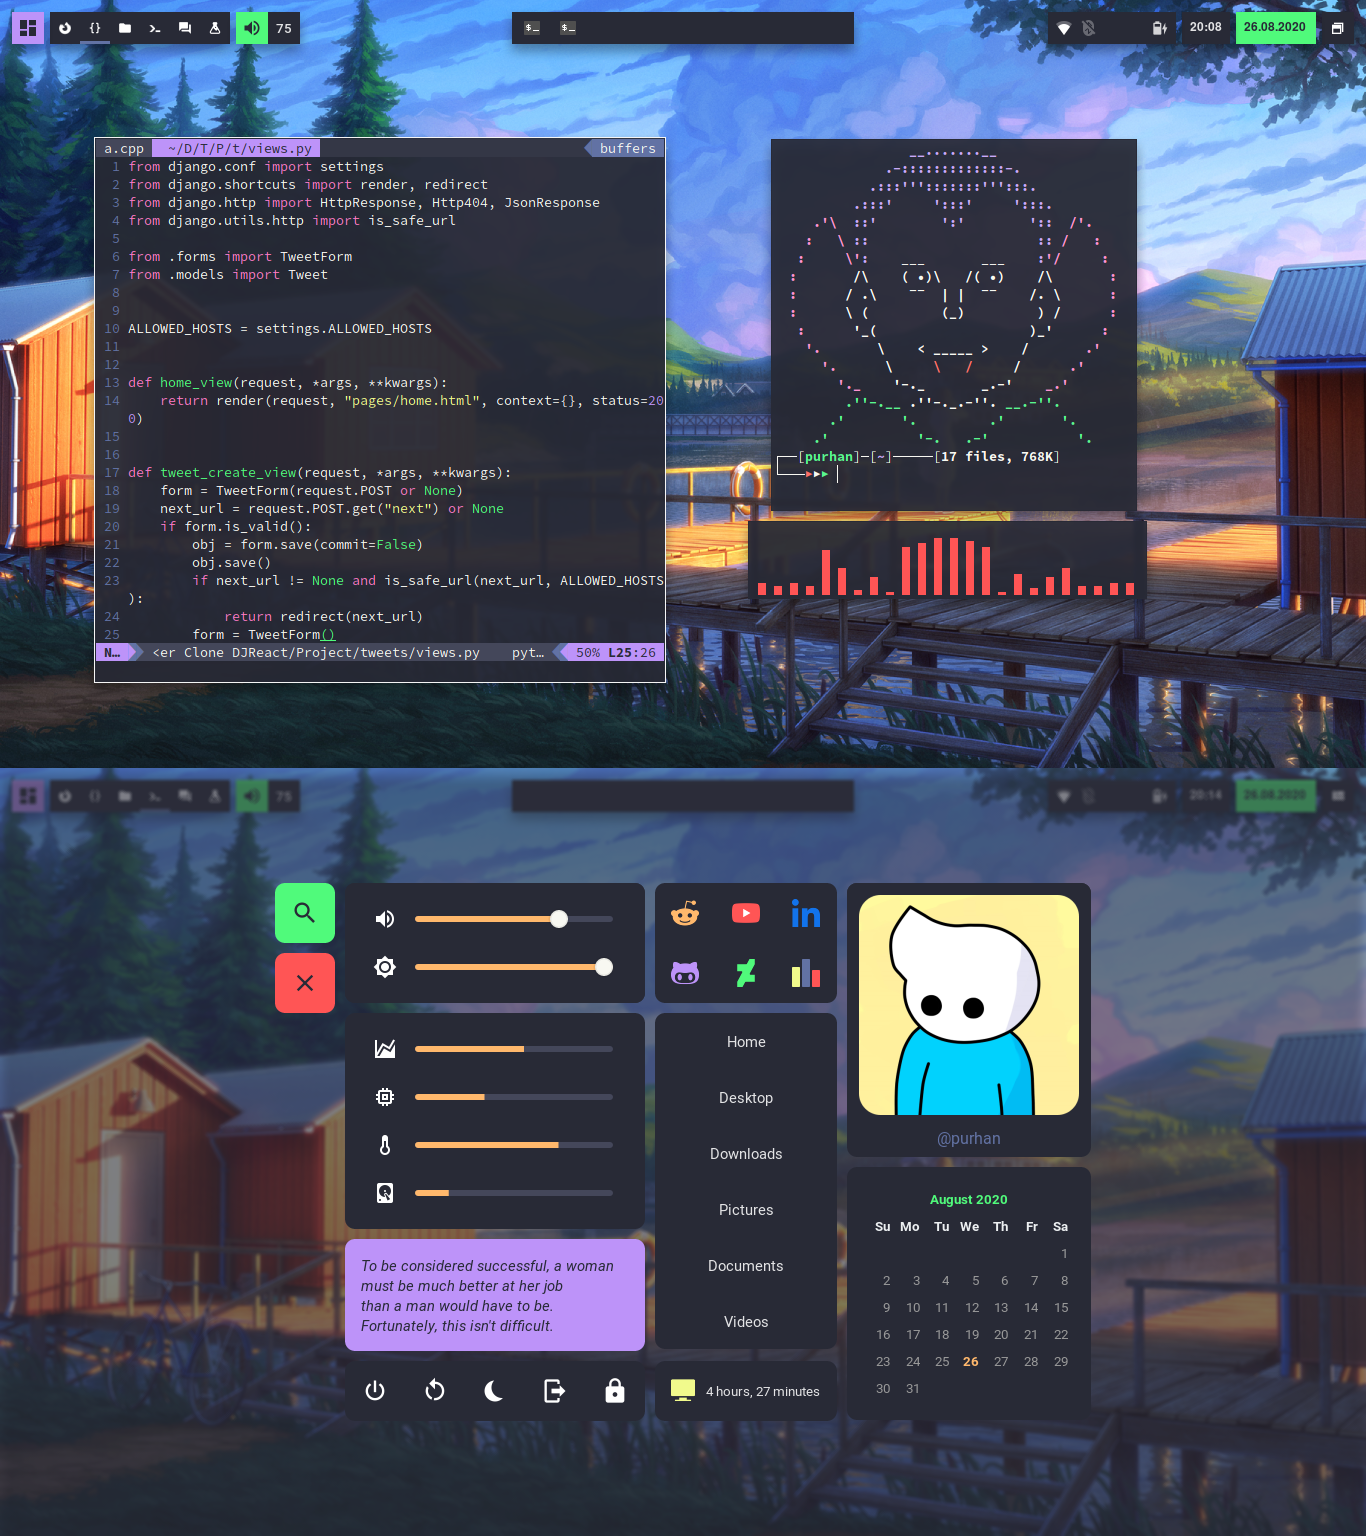 75
20:08
26.08.2020
a.cpp ~/D/T/P/t/views.py buffers
1 from django.conf import settings
2 from django.shortcuts import render, redirect
3 from django.http import HttpResponse, Http404, JsonResponse
4 from django.utils.http import is_safe_url
5
6 from .forms import TweetForm
7 from .models import Tweet
8
9
10 ALLOWED_HOSTS = settings.ALLOWED_HOSTS
11
12
13 def home_view(request, *args, **kwargs):
14     return render(request, "pages/home.html", context={}, status=20
0)
15
16
17 def tweet_create_view(request, *args, **kwargs):
18     form = TweetForm(request.POST or None)
19     next_url = request.POST.get("next") or None
20     if form.is_valid():
21         obj = form.save(commit=False)
22         obj.save()
23         if next_url != None and is_safe_url(next_url, ALLOWED_HOSTS
):
24             return redirect(next_url)
25         form = TweetForm()
N… <er Clone DJReact/Project/tweets/views.py pyt… 50% L25:26
[purhan]─[~]─────[17 files, 768K]
75
20:14
26.08.2020
Home
Desktop
Downloads
Pictures
Documents
Videos
To be considered successful, a woman
must be much better at her job
than a man would have to be.
Fortunately, this isn't difficult.
4 hours, 27 minutes
@purhan
August 2020
Su Mo Tu We Th Fr Sa
1
2 3 4 5 6 7 8
9 10 11 12 13 14 15
16 17 18 19 20 21 22
23 24 25 26 27 28 29
30 31